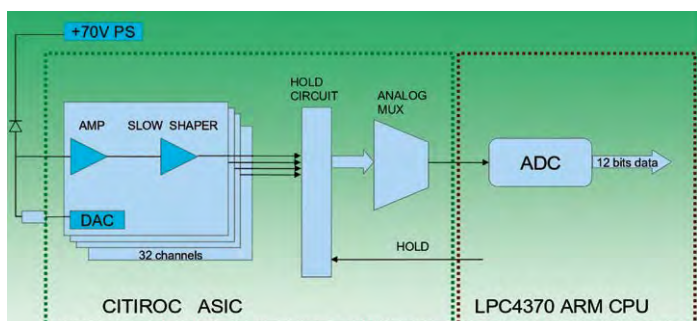 +70V PS
HOLD
CIRCUIT
ANALOG
MUX
AMP
SLOW SHAPER
ADC
12 bits data
DAC
32 channels
HOLD
CITIROC ASIC
LPC4370 ARM CPU